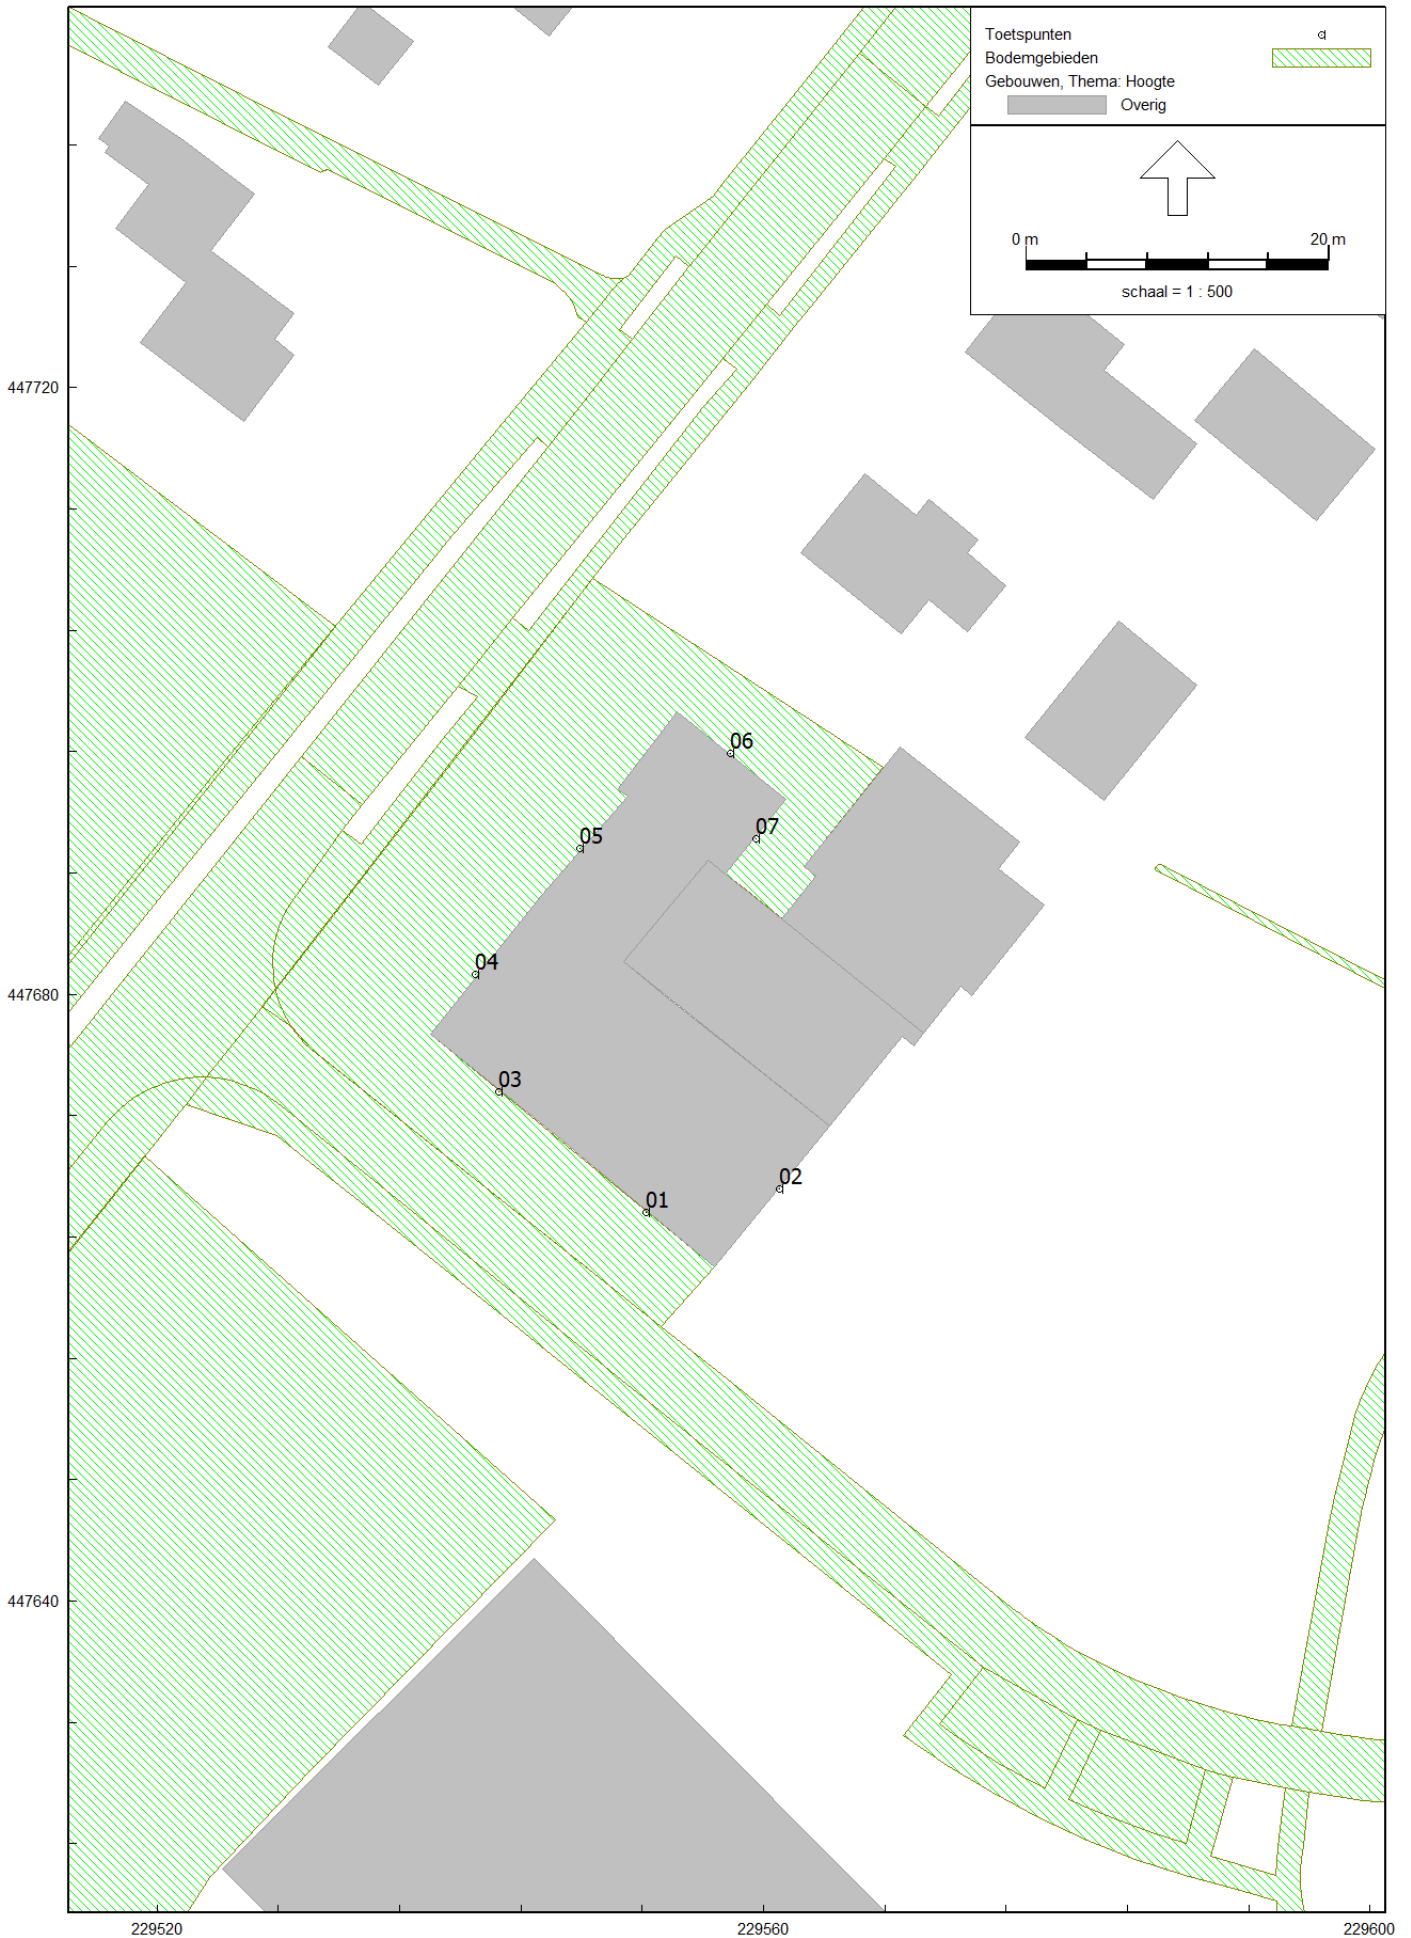 Toetspunten
Bodemgebieden
Gebouwen, Thema: Hoogte
Overig
0 m 20 m
schaal = 1 : 500
447720
06
07
05
04
447680
03
02
01
447640
229520 229560 229600